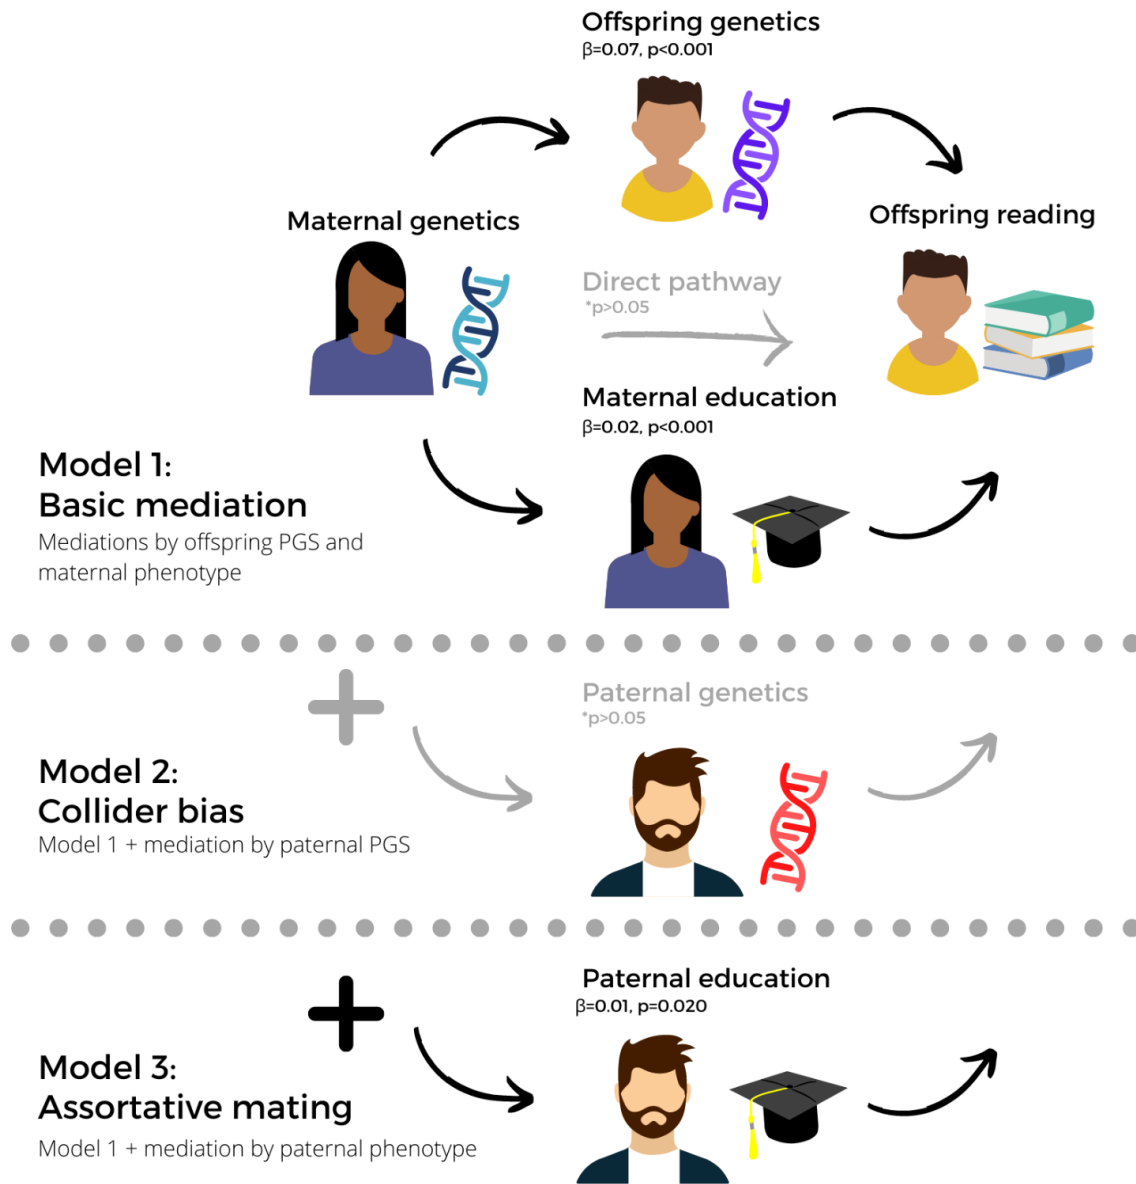 Offspring genetics
β=0.07, p<0.001
Maternal genetics
Offspring reading
Direct pathway
*p>0.05
Maternal education
β=0.02, p<0.001
Model 1:
Basic mediation
Mediations by offspring PGS and
maternal phenotype
Paternal genetics
*p>0.05
Model 2:
Collider bias
Model 1 + mediation by paternal PGS
Paternal education
β=0.01, p=0.020
Model 3:
Assortative mating
Model 1 + mediation by paternal phenotype